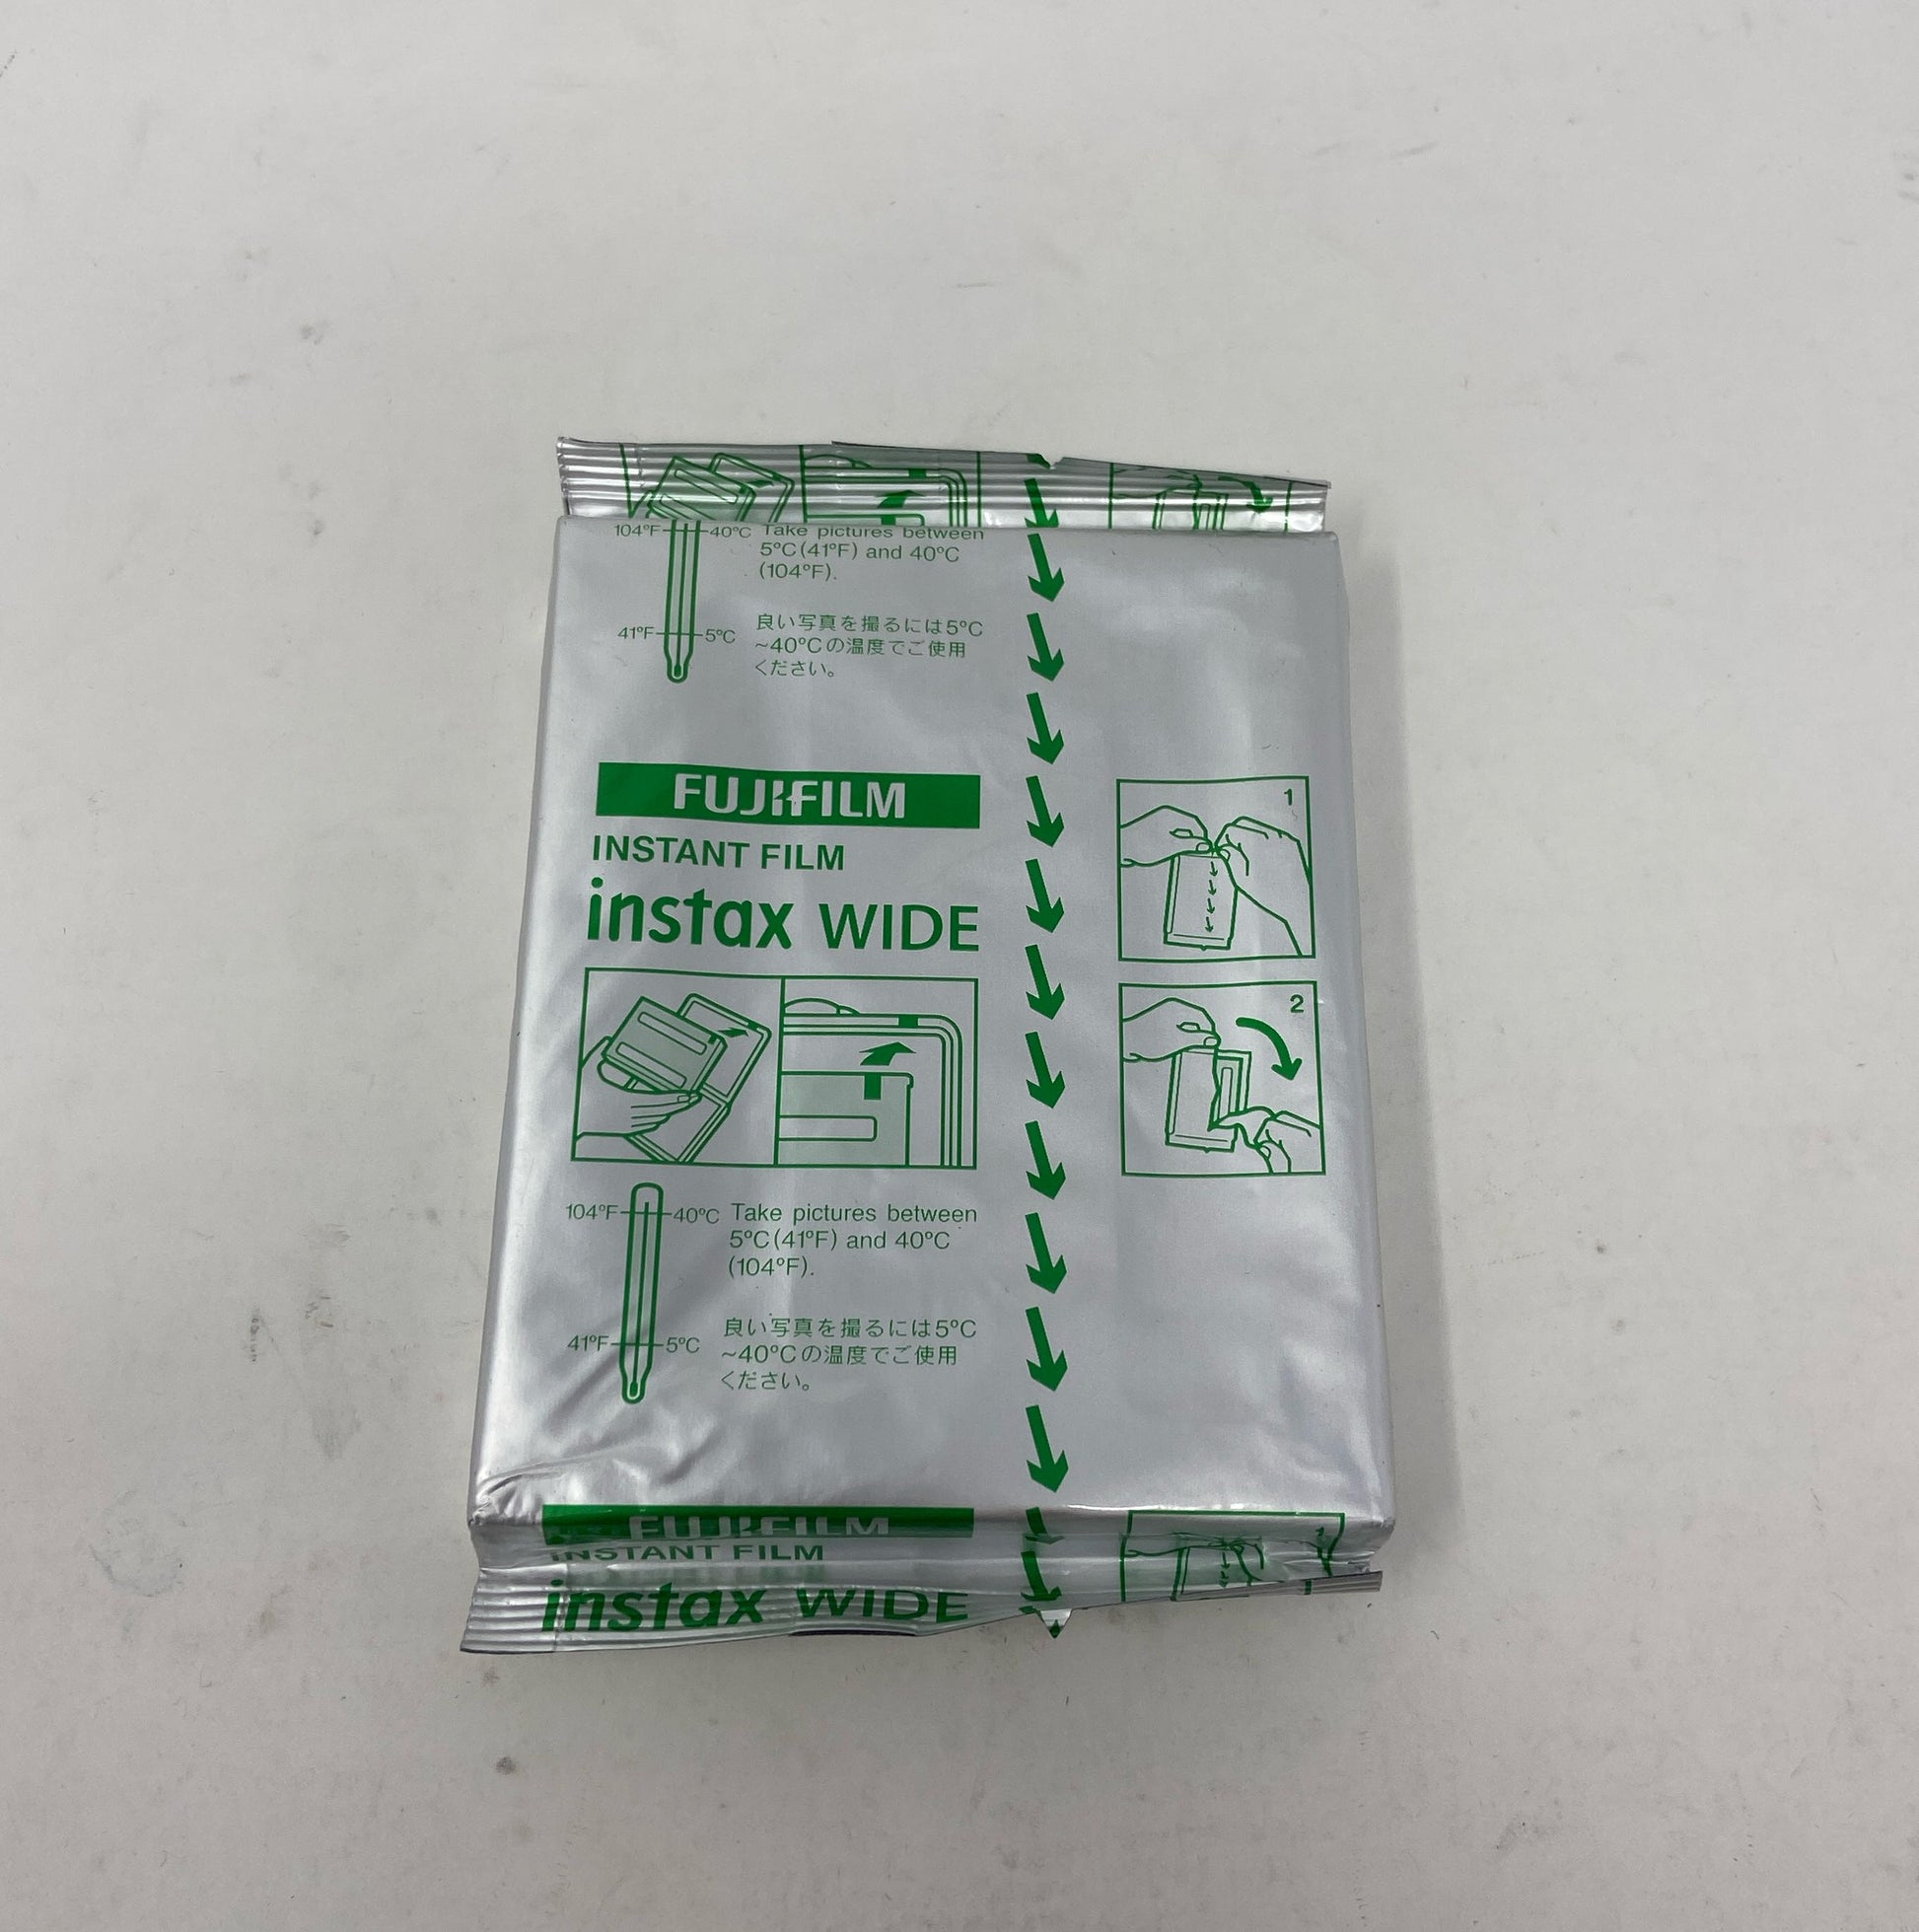 104°F 40°C Take pictures between
5°C(41°F) and 40°C
(104°F).
41°F 5°C 良い写真を撮るには5°C
~40°Cの温度でご使用
ください。
FUJIFILM
INSTANT FILM
instax WIDE
1
2
104°F 40°C Take pictures between
5°C(41°F) and 40°C
(104°F).
41°F 5°C 良い写真を撮るには5°C
~40°Cの温度でご使用
ください。
FUJIFILM
INSTANT FILM
instax WIDE
1